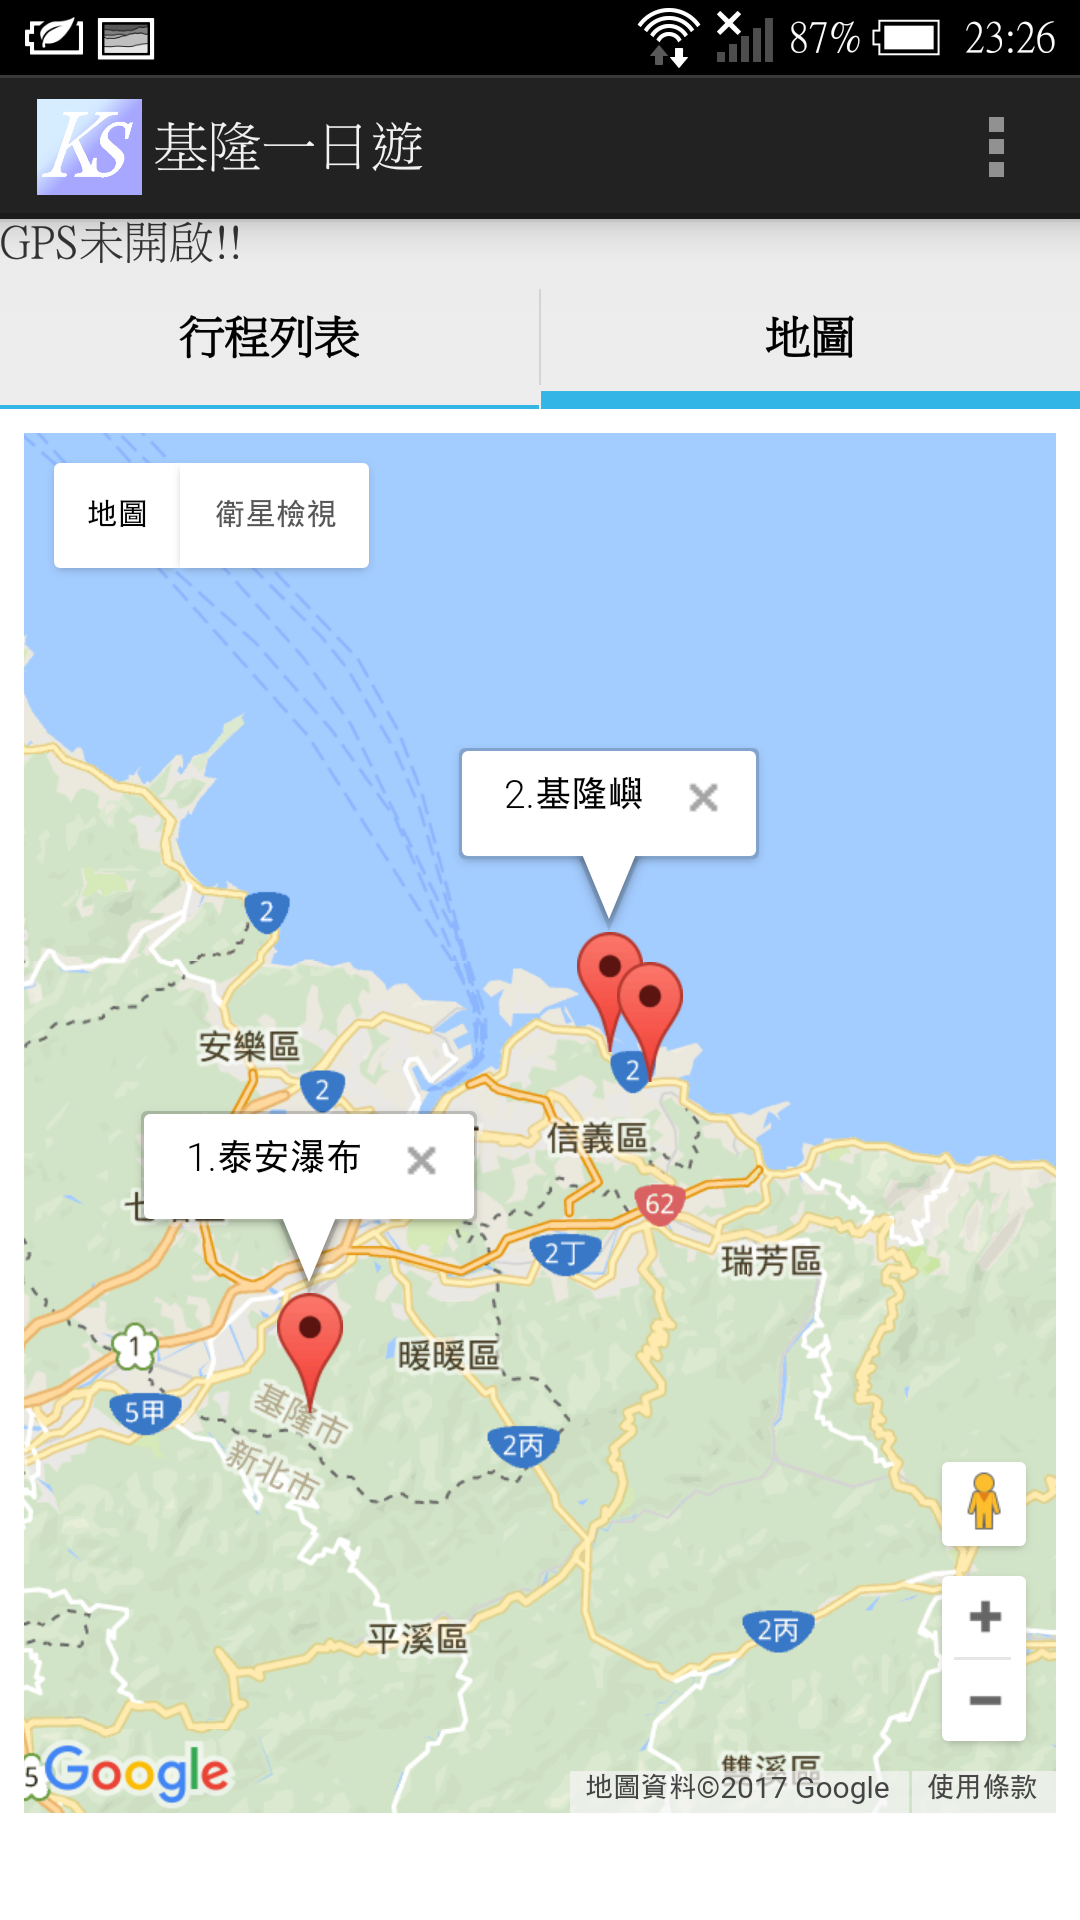 87% 23:26
KS 基隆一日遊
GPS未開啟!!
行程列表 地圖
地圖 衛星檢視
2.基隆嶼
2
安樂區
2
2
信義區
1.泰安瀑布
62
2丁
瑞芳區
1
暖暖區
5甲
基隆市
2丙
新北市
平溪區
2丙
雙溪區
5
Google
地圖資料©2017 Google 使用條款